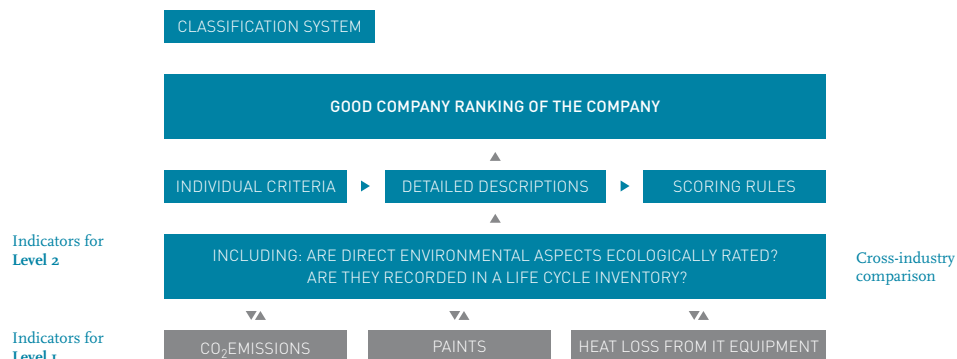 CLASSIFICATION SYSTEM
GOOD COMPANY RANKING OF THE COMPANY
INDIVIDUAL CRITERIA
DETAILED DESCRIPTIONS
SCORING RULES
Indicators for
Level 2
INCLUDING: ARE DIRECT ENVIRONMENTAL ASPECTS ECOLOGICALLY RATED?
ARE THEY RECORDED IN A LIFE CYCLE INVENTORY?
Cross-industry
comparison
Indicators for
Level 1
CO₂EMISSIONS
PAINTS
HEAT LOSS FROM IT EQUIPMENT